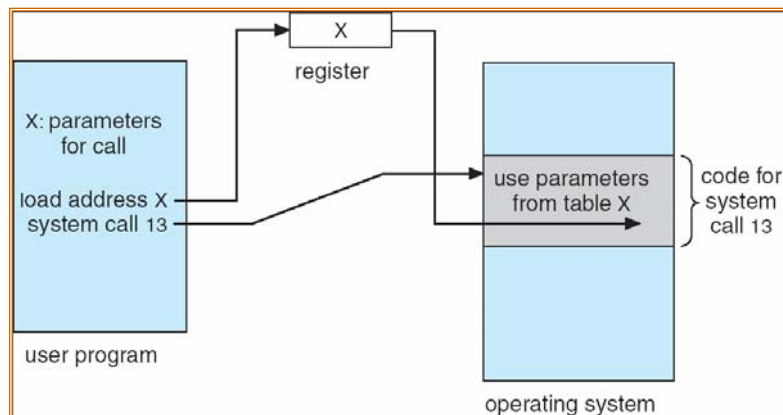 X
register
X: parameters
for call
load address X
system call 13
use parameters
from table X
code for
system
call 13
user program
operating system